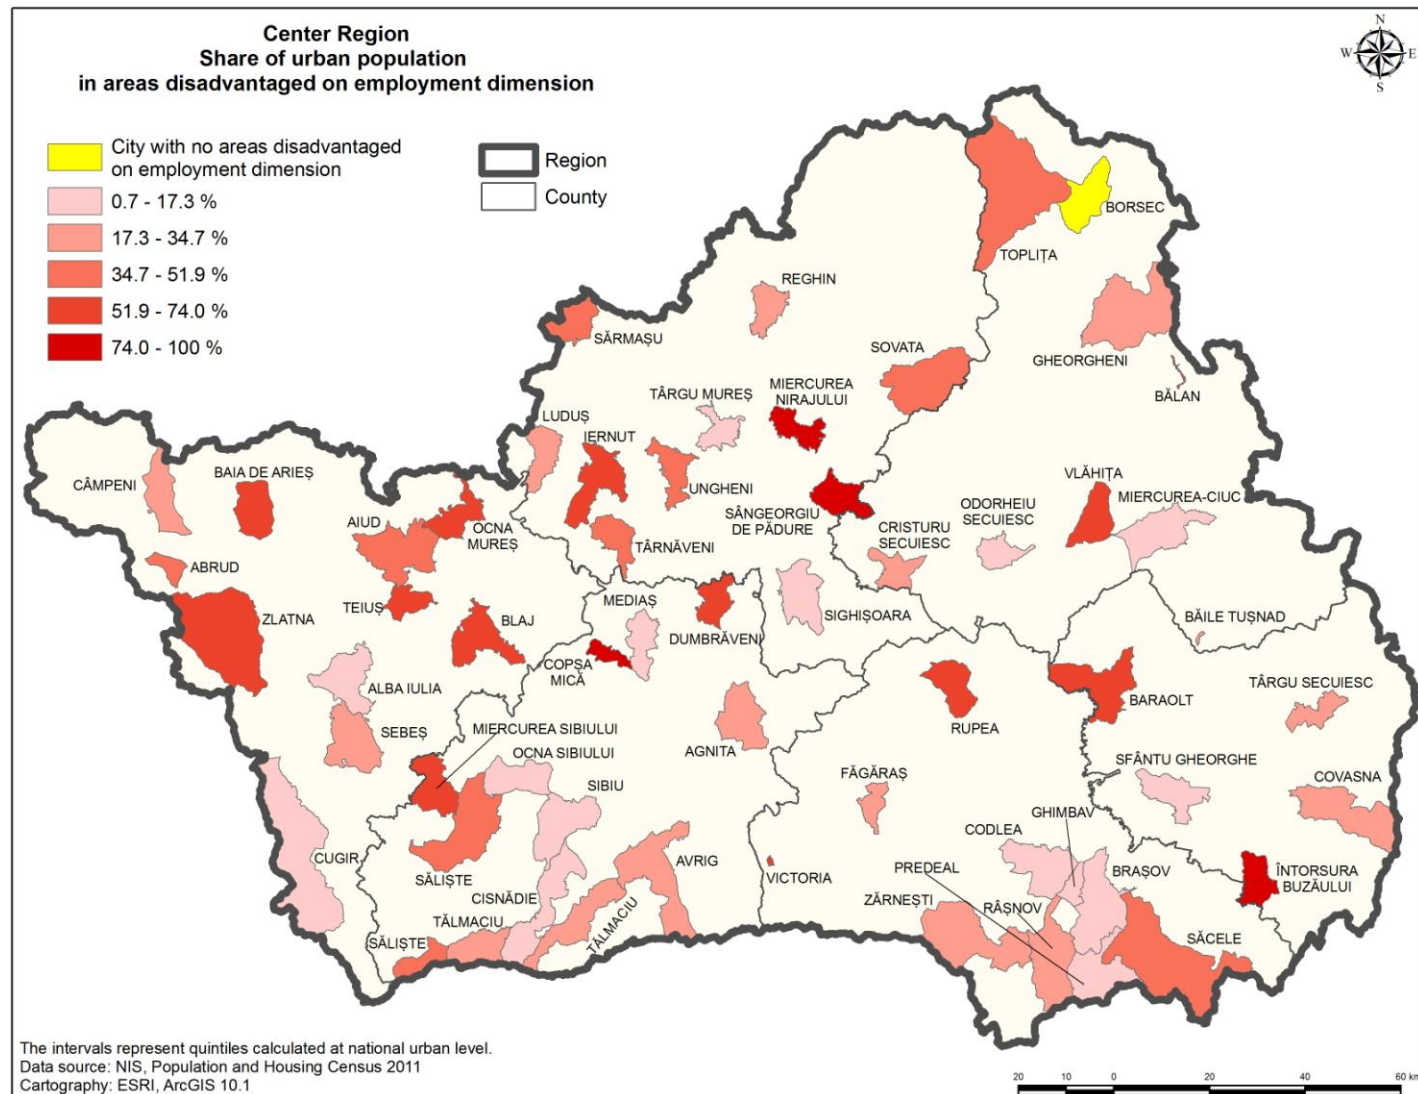 Center Region
Share of urban population
in areas disadvantaged on employment dimension
N
W
E
S
City with no areas disadvantaged
on employment dimension
0.7 - 17.3 %
17.3 - 34.7 %
34.7 - 51.9 %
51.9 - 74.0 %
74.0 - 100 %
Region
County
BORSEC
TOPLIȚA
REGHIN
SĂRMAȘU
GHEORGHENI
SOVATA
BĂLAN
TÂRGU MUREȘ
MIERCUREA
NIRAJULUI
LUDUȘ
IERNUT
CÂMPENI
BAIA DE ARIEȘ
UNGHENI
VLĂHIȚA
MIERCUREA-CIUC
AIUD
OCNA
MUREȘ
SÂNGEORGIU
DE PĂDURE
ODORHEIU
SECUIESC
CRISTURU
SECUIESC
TÂRNĂVENI
ABRUD
TEIUȘ
BLAJ
ZLATNA
MEDIAȘ
DUMBRĂVENI
SIGHIȘOARA
BĂILE TUȘNAD
COPȘA
MICĂ
ALBA IULIA
TÂRGU SECUIESC
BARAOLT
SEBEȘ
MIERCUREA SIBIULUI
OCNA SIBIULUI
AGNITA
RUPEA
SIBIU
SFÂNTU GHEORGHE
FĂGĂRAȘ
COVASNA
GHIMBAV
CODLEA
CUGIR
SĂLIȘTE
AVRIG
VICTORIA
PREDEAL
BRAȘOV
ÎNTORSURA
BUZĂULUI
CISNĂDIE
ZĂRNEȘTI
RÂȘNOV
TĂLMACIU
TĂLMACIU
SĂLIȘTE
SĂCELE
The intervals represent quintiles calculated at national urban level.
Data source: NIS, Population and Housing Census 2011
Cartography: ESRI, ArcGIS 10.1
20 10 0 20 40 60 km